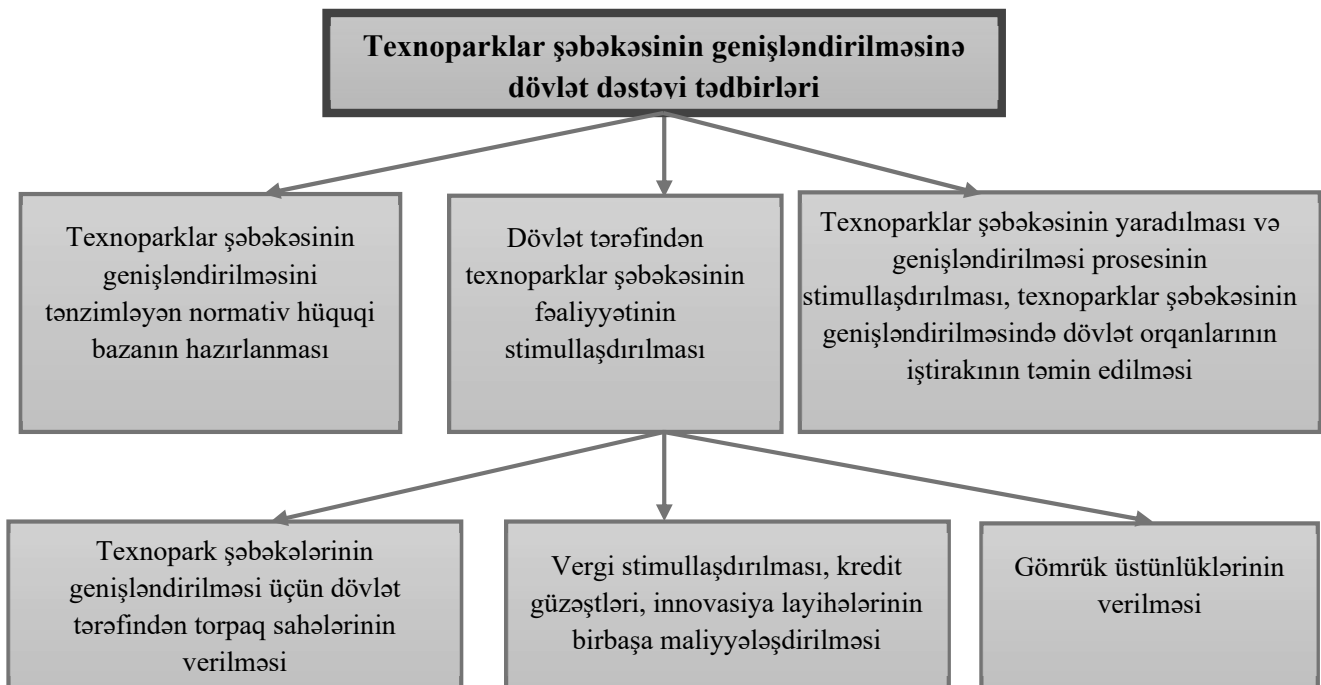 Texnoparklar şəbəkəsinin genişləndirilməsinə
dövlət dəstəyi tədbirləri
Texnoparklar şəbəkəsinin
genişləndirilməsini
tənzimləyən normativ hüquqi
bazanın hazırlanması
Dövlət tərəfindən
texnoparklar şəbəkəsinin
fəaliyyətinin
stimullaşdırılması
Texnoparklar şəbəkəsinin yaradılması və
genişləndirilməsi prosesinin
stimullaşdırılması, texnoparklar şəbəkəsinin
genişləndirilməsində dövlət orqanlarının
iştirakının təmin edilməsi
Texnopark şəbəkələrinin
genişləndirilməsi üçün dövlət
tərəfindən torpaq sahələrinin
verilməsi
Vergi stimullaşdırılması, kredit
güzəştləri, innovasiya layihələrinin
birbaşa maliyyələşdirilməsi
Gömrük üstünlüklərinin
verilməsi